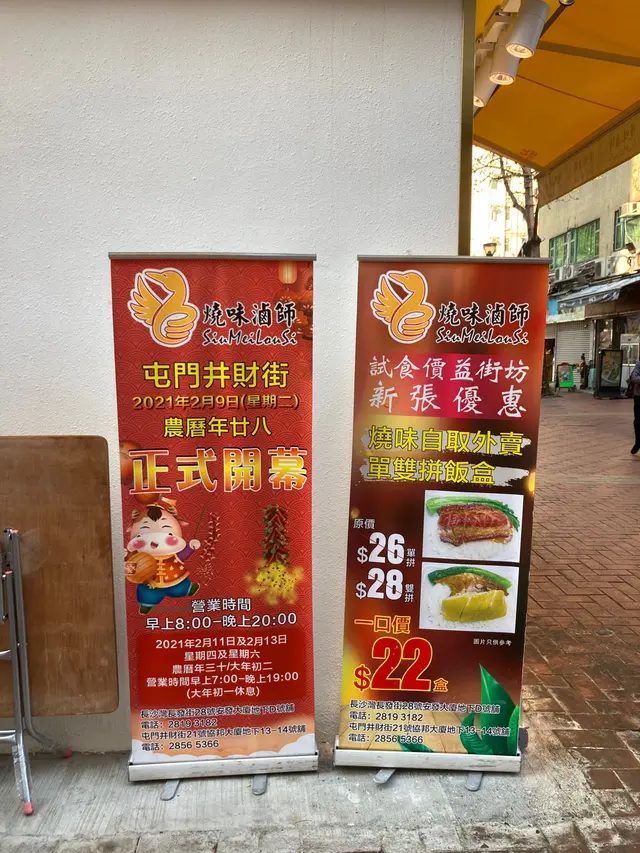 燒味滷師
SiuMeiLouSi
屯門井財街
2021年2月9日(星期二)
農曆年廿八
正式開幕
營業時間
早上8:00-晚上20:00
2021年2月11日及2月13日
星期四及星期六
農曆年三十/大年初二
營業時間早上7:00-晚上19:00
(大年初一休息)
長沙灣長發街28號安發大廈地下D號舖
電話：2819 3182
屯門井財街21號協邦大廈地下13-14號舖
電話：2856 5366
燒味滷師
SiuMeiLouSi
試食價益街坊
新張優惠
燒味自取外賣
單雙拼飯盒
原價
$26 單拼
$28 雙拼
圖片只供參考
一口價
$22 盒
長沙灣長發街28號安發大廈地下D號舖
電話：2819 3182
屯門井財街21號協邦大廈地下13-14號舖
電話：2856 5366